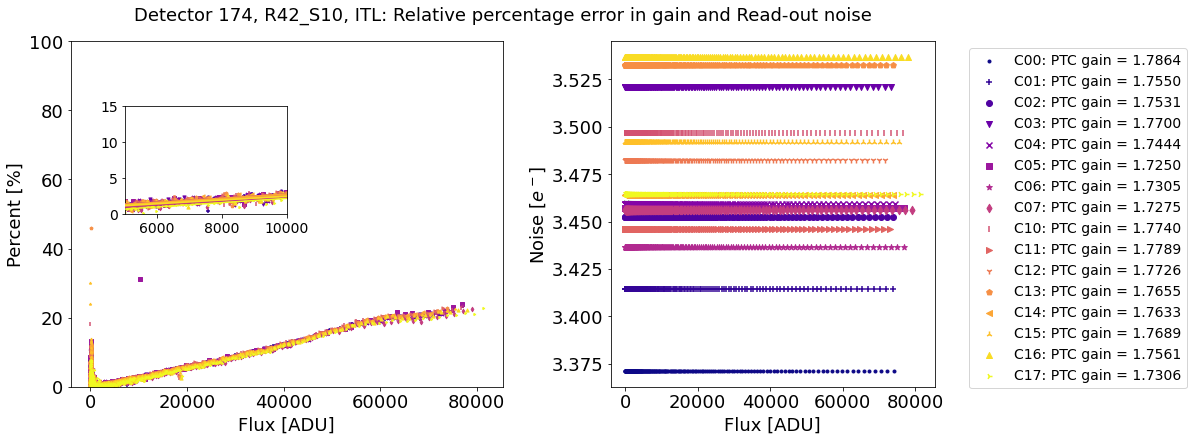 Detector 174, R42_S10, ITL: Relative percentage error in gain and Read-out noise
Percent [%]
100
80
60
40
20
0
15
10
5
0
6000 8000 10000
0 20000 40000 60000 80000
Flux [ADU]
Noise [e⁻]
3.525
3.500
3.475
3.450
3.425
3.400
3.375
0 20000 40000 60000 80000
Flux [ADU]
C00: PTC gain = 1.7864
C01: PTC gain = 1.7550
C02: PTC gain = 1.7531
C03: PTC gain = 1.7700
C04: PTC gain = 1.7444
C05: PTC gain = 1.7250
C06: PTC gain = 1.7305
C07: PTC gain = 1.7275
C10: PTC gain = 1.7740
C11: PTC gain = 1.7789
C12: PTC gain = 1.7726
C13: PTC gain = 1.7655
C14: PTC gain = 1.7633
C15: PTC gain = 1.7689
C16: PTC gain = 1.7561
C17: PTC gain = 1.7306